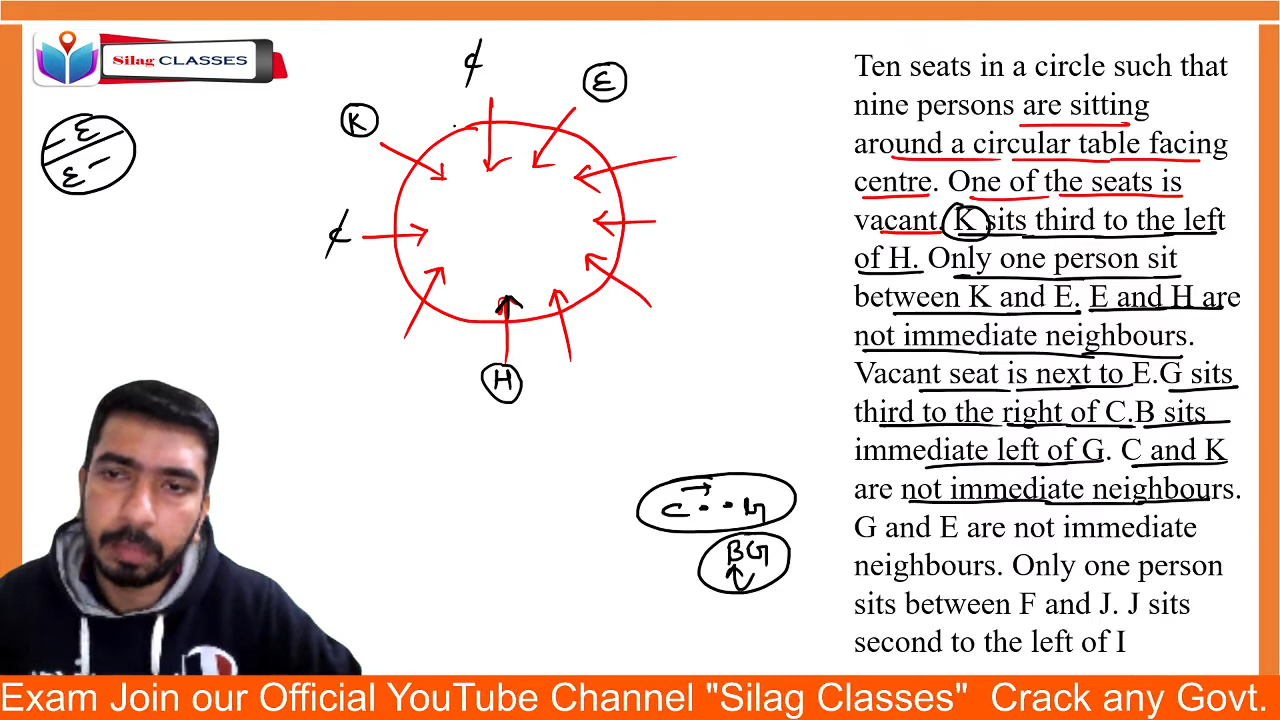 Silag CLASSES
Ten seats in a circle such that
nine persons are sitting
around a circular table facing
centre. One of the seats is
vacant. K sits third to the left
of H. Only one person sit
between K and E. E and H are
not immediate neighbours.
Vacant seat is next to E.G sits
third to the right of C.B sits
immediate left of G. C and K
are not immediate neighbours.
G and E are not immediate
neighbours. Only one person
sits between F and J. J sits
second to the left of I
- E
E -
K
C
E
C
H
C . . G
BG
Exam Join our Official YouTube Channel "Silag Classes" Crack any Govt.